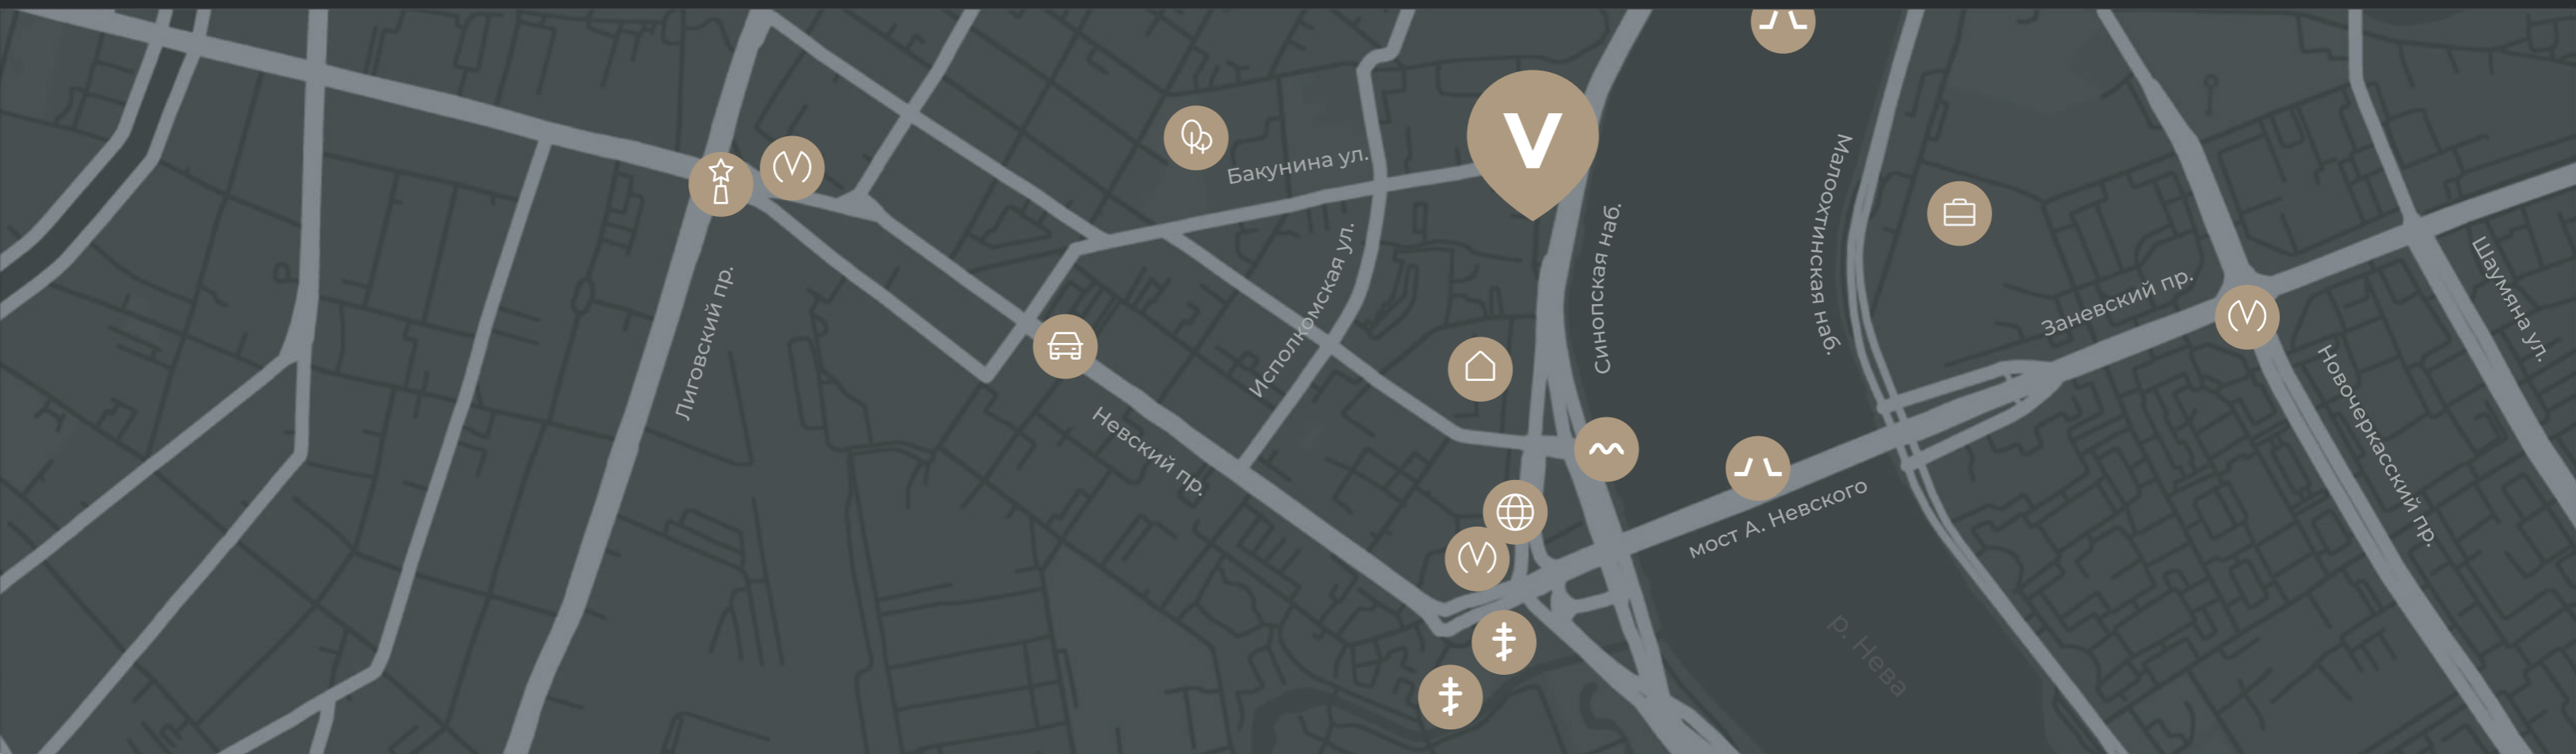 V
Бакунина ул.
Малоохтинская наб.
Синопская наб.
Исполкомская ул.
Лиговский пр.
Заневский пр.
Шаумяна ул.
Новочеркасский пр.
Невский пр.
мост А. Невского
р. Нева